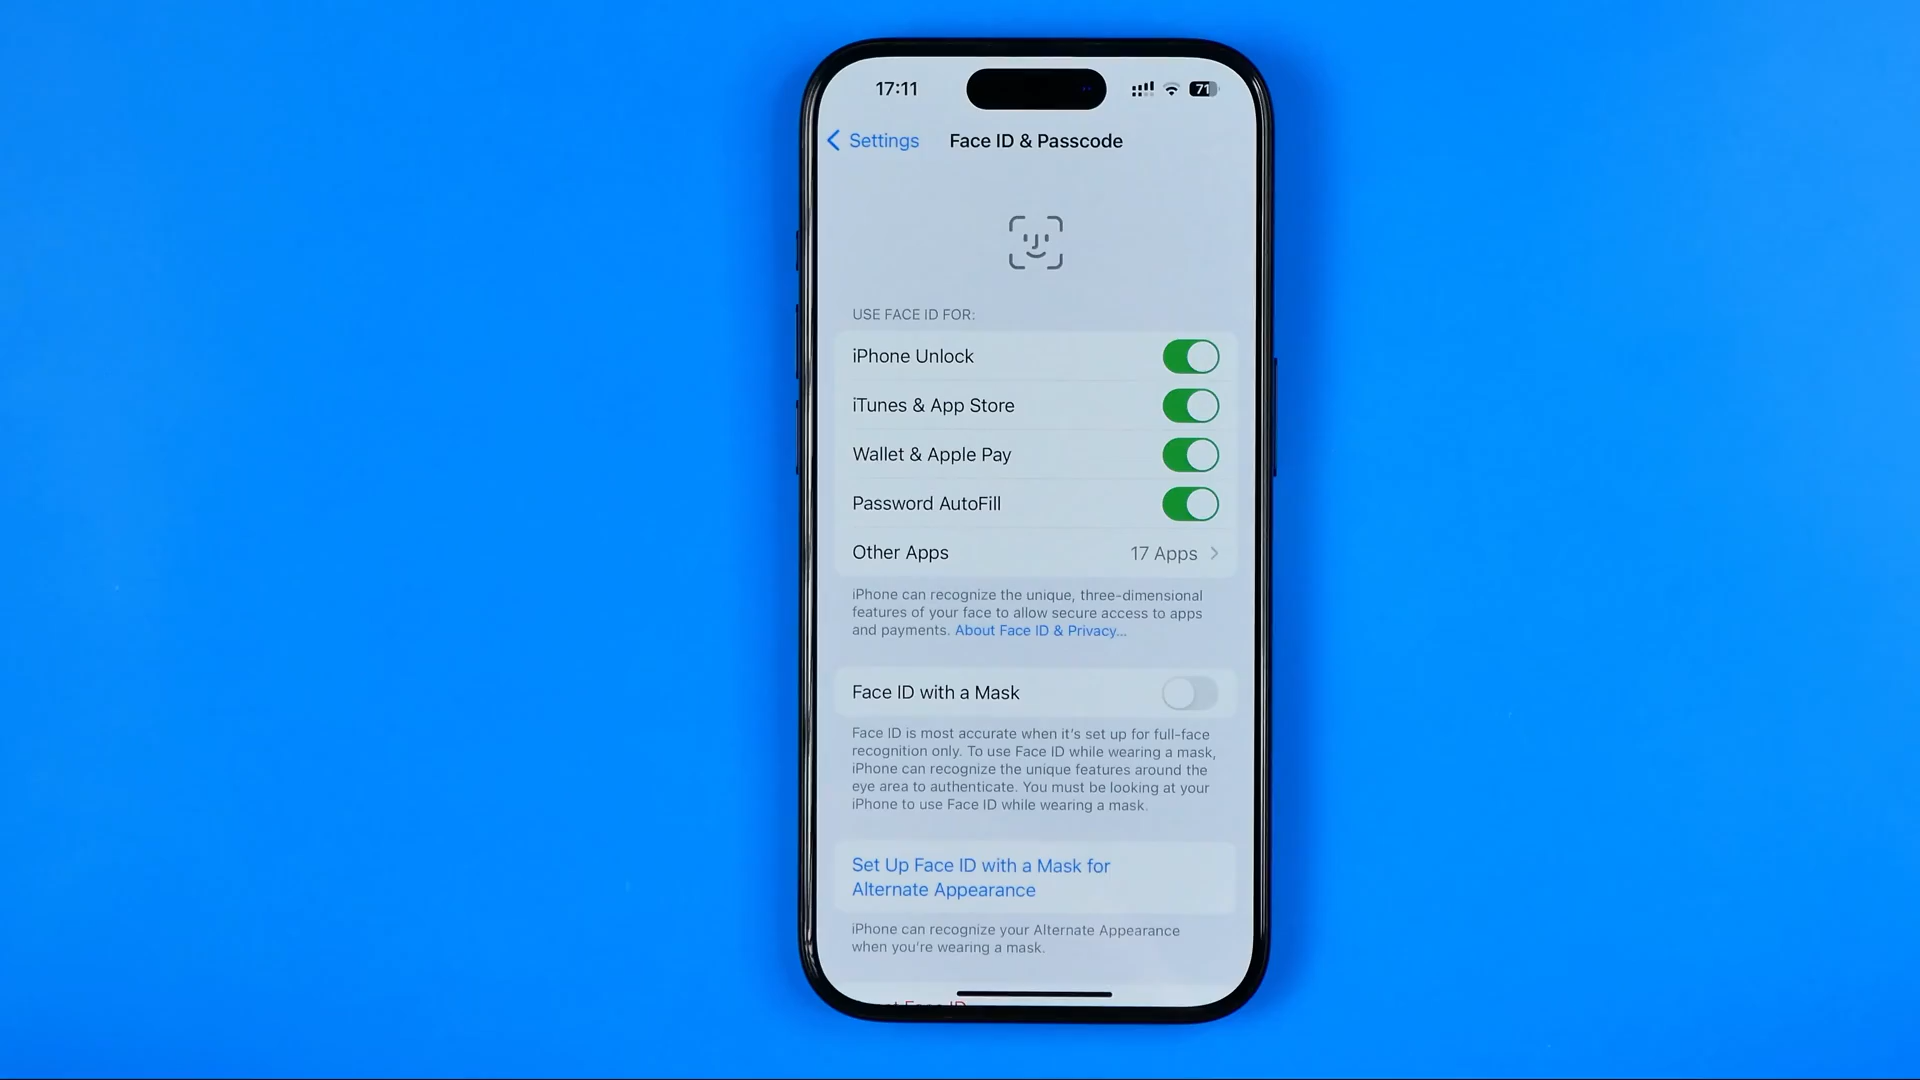 17:11
71
Settings
Face ID & Passcode
USE FACE ID FOR:
iPhone Unlock
iTunes & App Store
Wallet & Apple Pay
Password AutoFill
Other Apps
17 Apps
iPhone can recognize the unique, three-dimensional
features of your face to allow secure access to apps
and payments. About Face ID & Privacy...
Face ID with a Mask
Face ID is most accurate when it's set up for full-face
recognition only. To use Face ID while wearing a mask,
iPhone can recognize the unique features around the
eye area to authenticate. You must be looking at your
iPhone to use Face ID while wearing a mask.
Set Up Face ID with a Mask for
Alternate Appearance
iPhone can recognize your Alternate Appearance
when you're wearing a mask.
Face ID